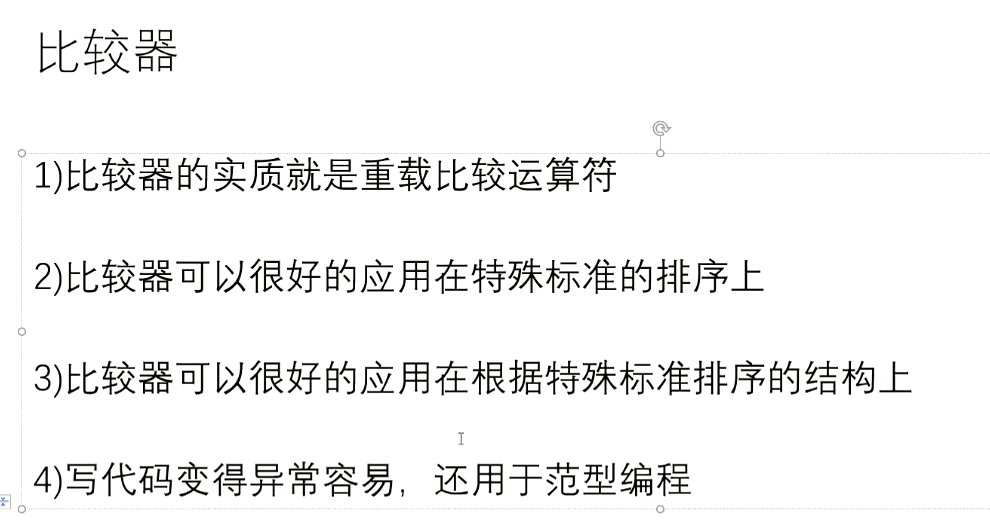 比较器
1)比较器的实质就是重载比较运算符
2)比较器可以很好的应用在特殊标准的排序上
3)比较器可以很好的应用在根据特殊标准排序的结构上
4)写代码变得异常容易，还用于范型编程